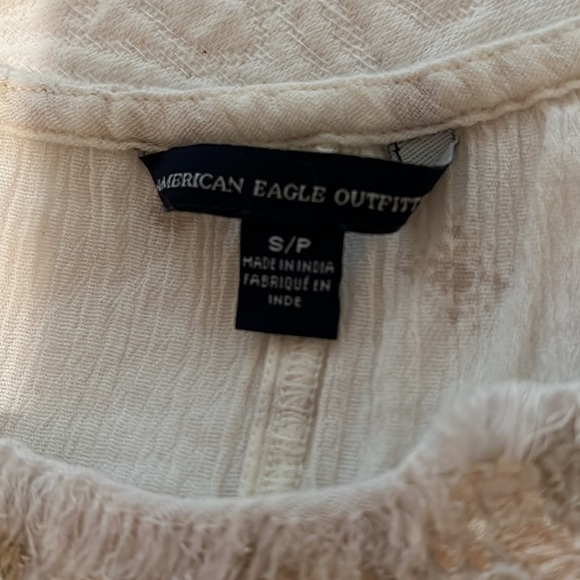 AMERICAN EAGLE OUTFITT
S/P
MADE IN INDIA
FABRIQUÉ EN
INDE